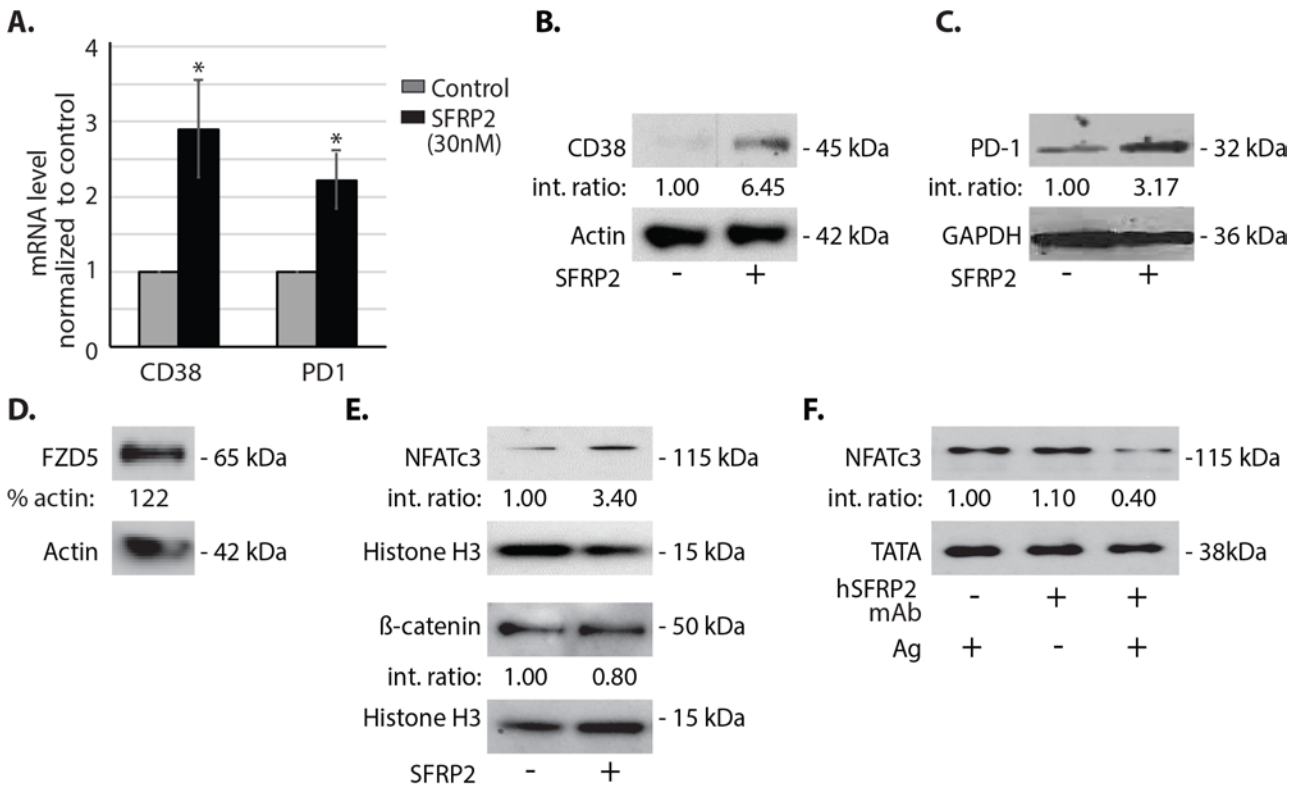 A.
4
3
2
1
0
mRNA level
normalized to control
*
*
CD38
PD1
Control
SFRP2
(30nM)
B.
CD38
- 45 kDa
int. ratio: 1.00 6.45
Actin
- 42 kDa
SFRP2 - +
C.
PD-1
- 32 kDa
int. ratio: 1.00 3.17
GAPDH
- 36 kDa
SFRP2 - +
D.
FZD5
- 65 kDa
% actin: 122
Actin
- 42 kDa
E.
NFATc3
- 115 kDa
int. ratio: 1.00 3.40
Histone H3
- 15 kDa
ß-catenin
- 50 kDa
int. ratio: 1.00 0.80
Histone H3
- 15 kDa
SFRP2 - +
F.
NFATc3
-115 kDa
int. ratio: 1.00 1.10 0.40
TATA
- 38kDa
hSFRP2
mAb
- + +
Ag + - +